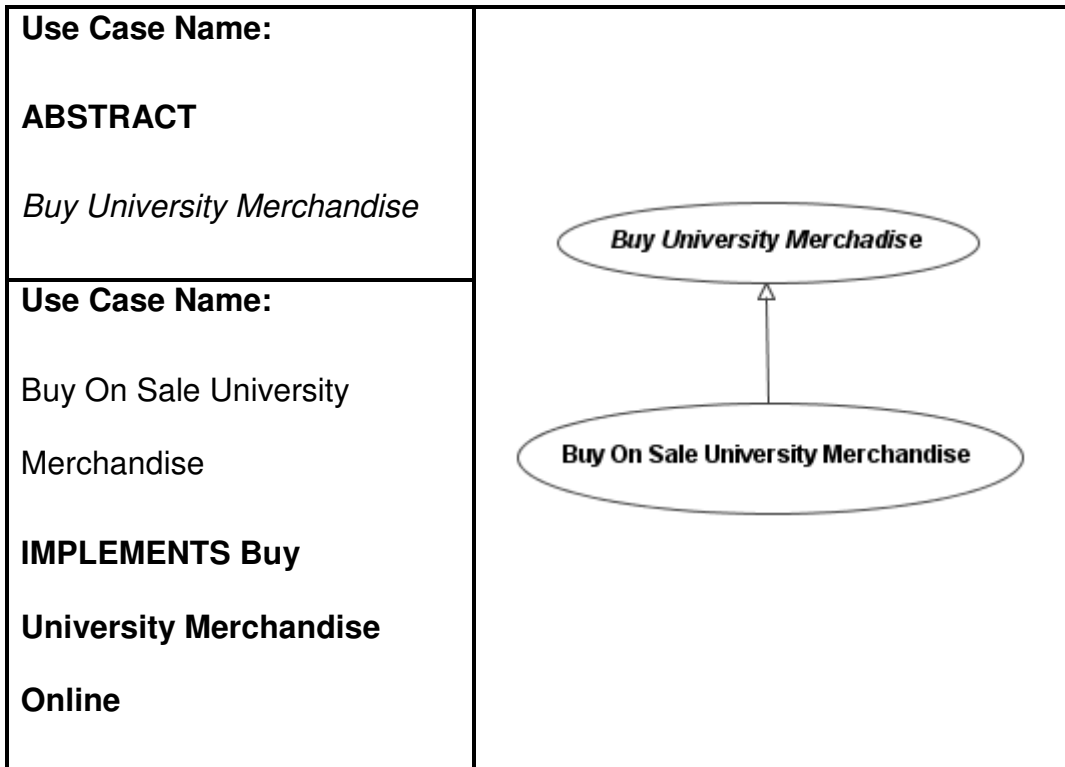 Use Case Name:
ABSTRACT
Buy University Merchandise
Use Case Name:
Buy On Sale University
Merchandise
IMPLEMENTS Buy
University Merchandise
Online
Buy University Merchadise
Buy On Sale University Merchandise